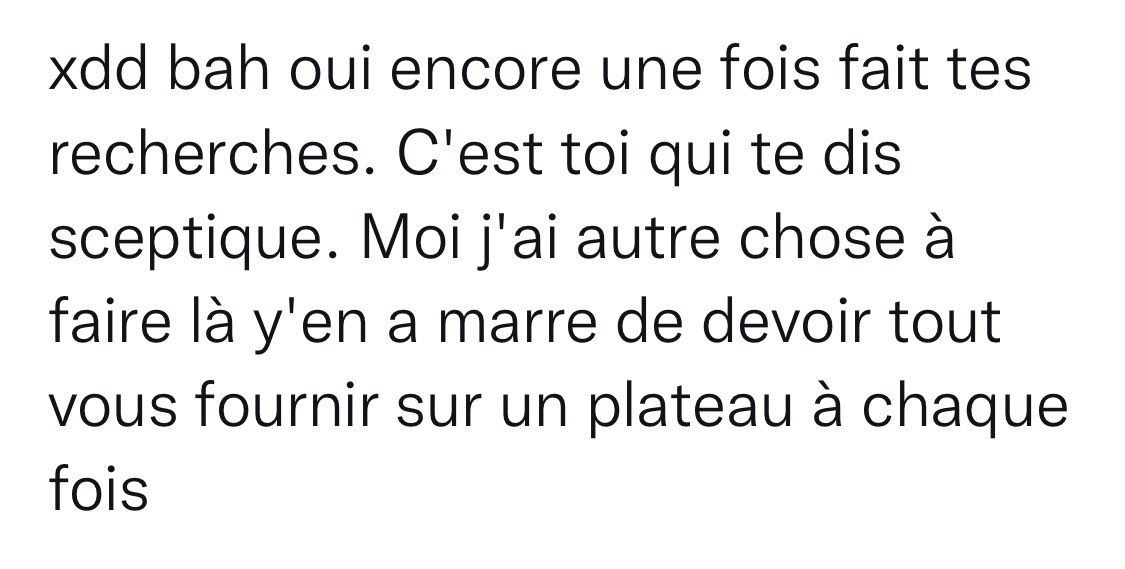 xdd bah oui encore une fois fait tes
recherches. C'est toi qui te dis
sceptique. Moi j'ai autre chose à
faire là y'en a marre de devoir tout
vous fournir sur un plateau à chaque
fois